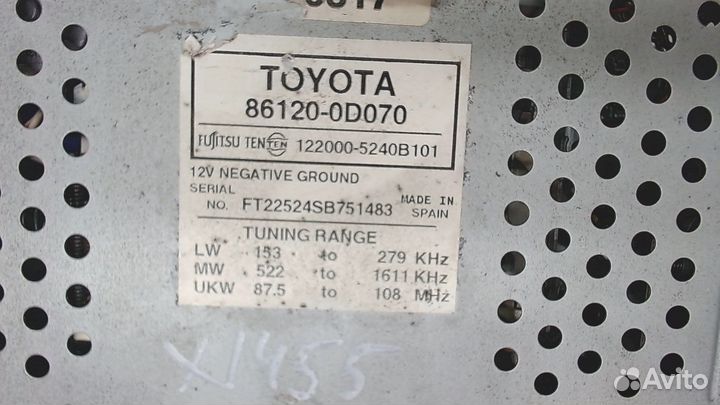 TOYOTA
86120-0D070
FUJITSU TEN TEN 122000-5240B101
12V NEGATIVE GROUND
SERIAL
NO. FT22524SB751483
MADE IN
SPAIN
TUNING RANGE
LW 153 to 279 KHz
MW 522 to 1611 KHz
UKW 87.5 to 108 MHz
X1455
Avito